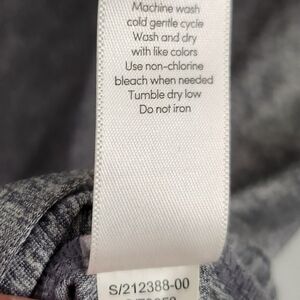 Machine wash
cold gentle cycle
Wash and dry
with like colors
Use non-chlorine
bleach when needed
Tumble dry low
Do not iron
S/212388-00